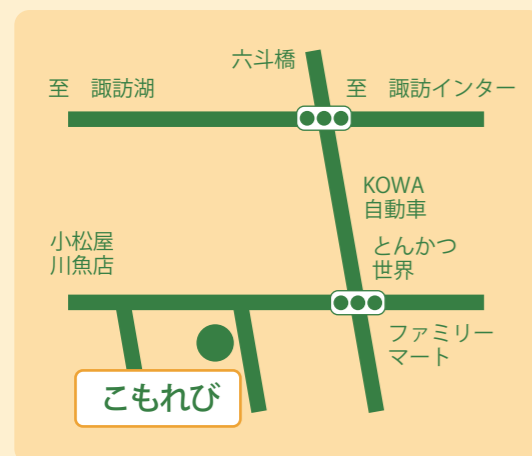 六斗橋
至　諏訪湖
至　諏訪インター
KOWA
自動車
とんかつ
世界
小松屋
川魚店
ファミリー
マート
こもれび